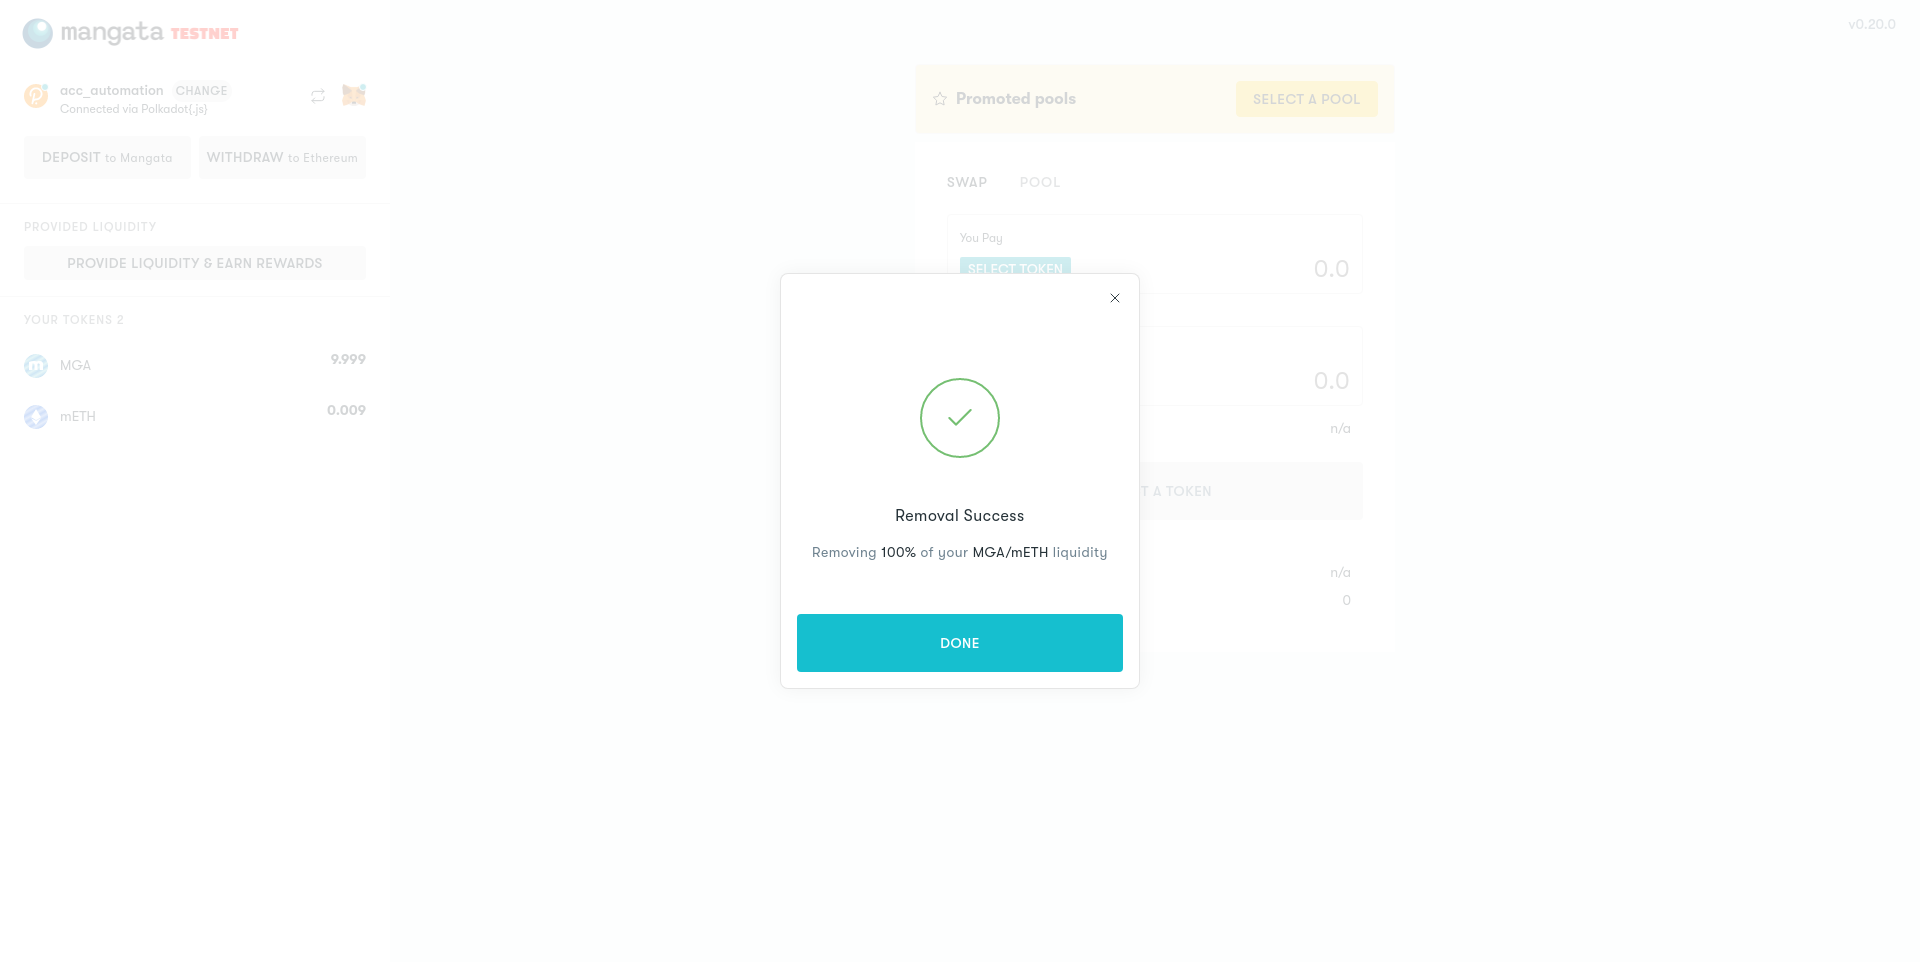 mangata TESTNET
v0.20.0
acc_automation CHANGE
Connected via Polkadot{.js}
DEPOSIT to Mangata
WITHDRAW to Ethereum
PROVIDED LIQUIDITY
PROVIDE LIQUIDITY & EARN REWARDS
YOUR TOKENS 2
MGA 9.999
mETH 0.009
Promoted pools
SELECT A POOL
SWAP POOL
You Pay
SELECT TOKEN 0.0
0.0
n/a
T A TOKEN
n/a
0
Removal Success
Removing 100% of your MGA/mETH liquidity
DONE